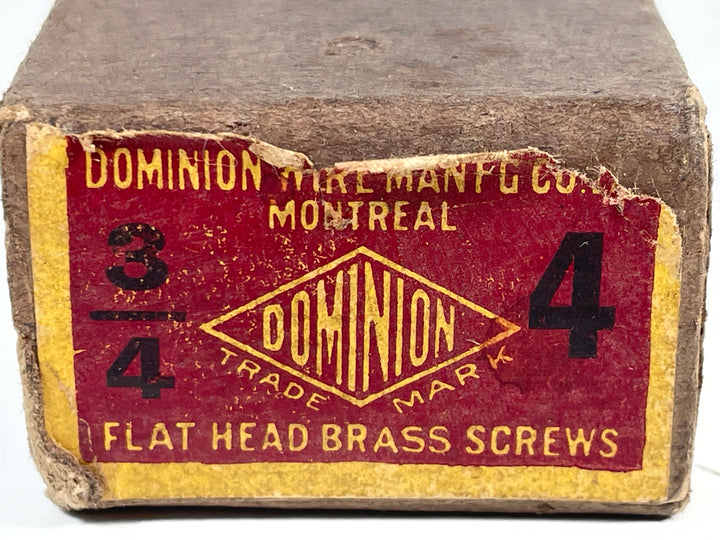 DOMINION WIRE MANFG CO.
MONTREAL
3/4
4
DOMINION
TRADE MARK
FLAT HEAD BRASS SCREWS